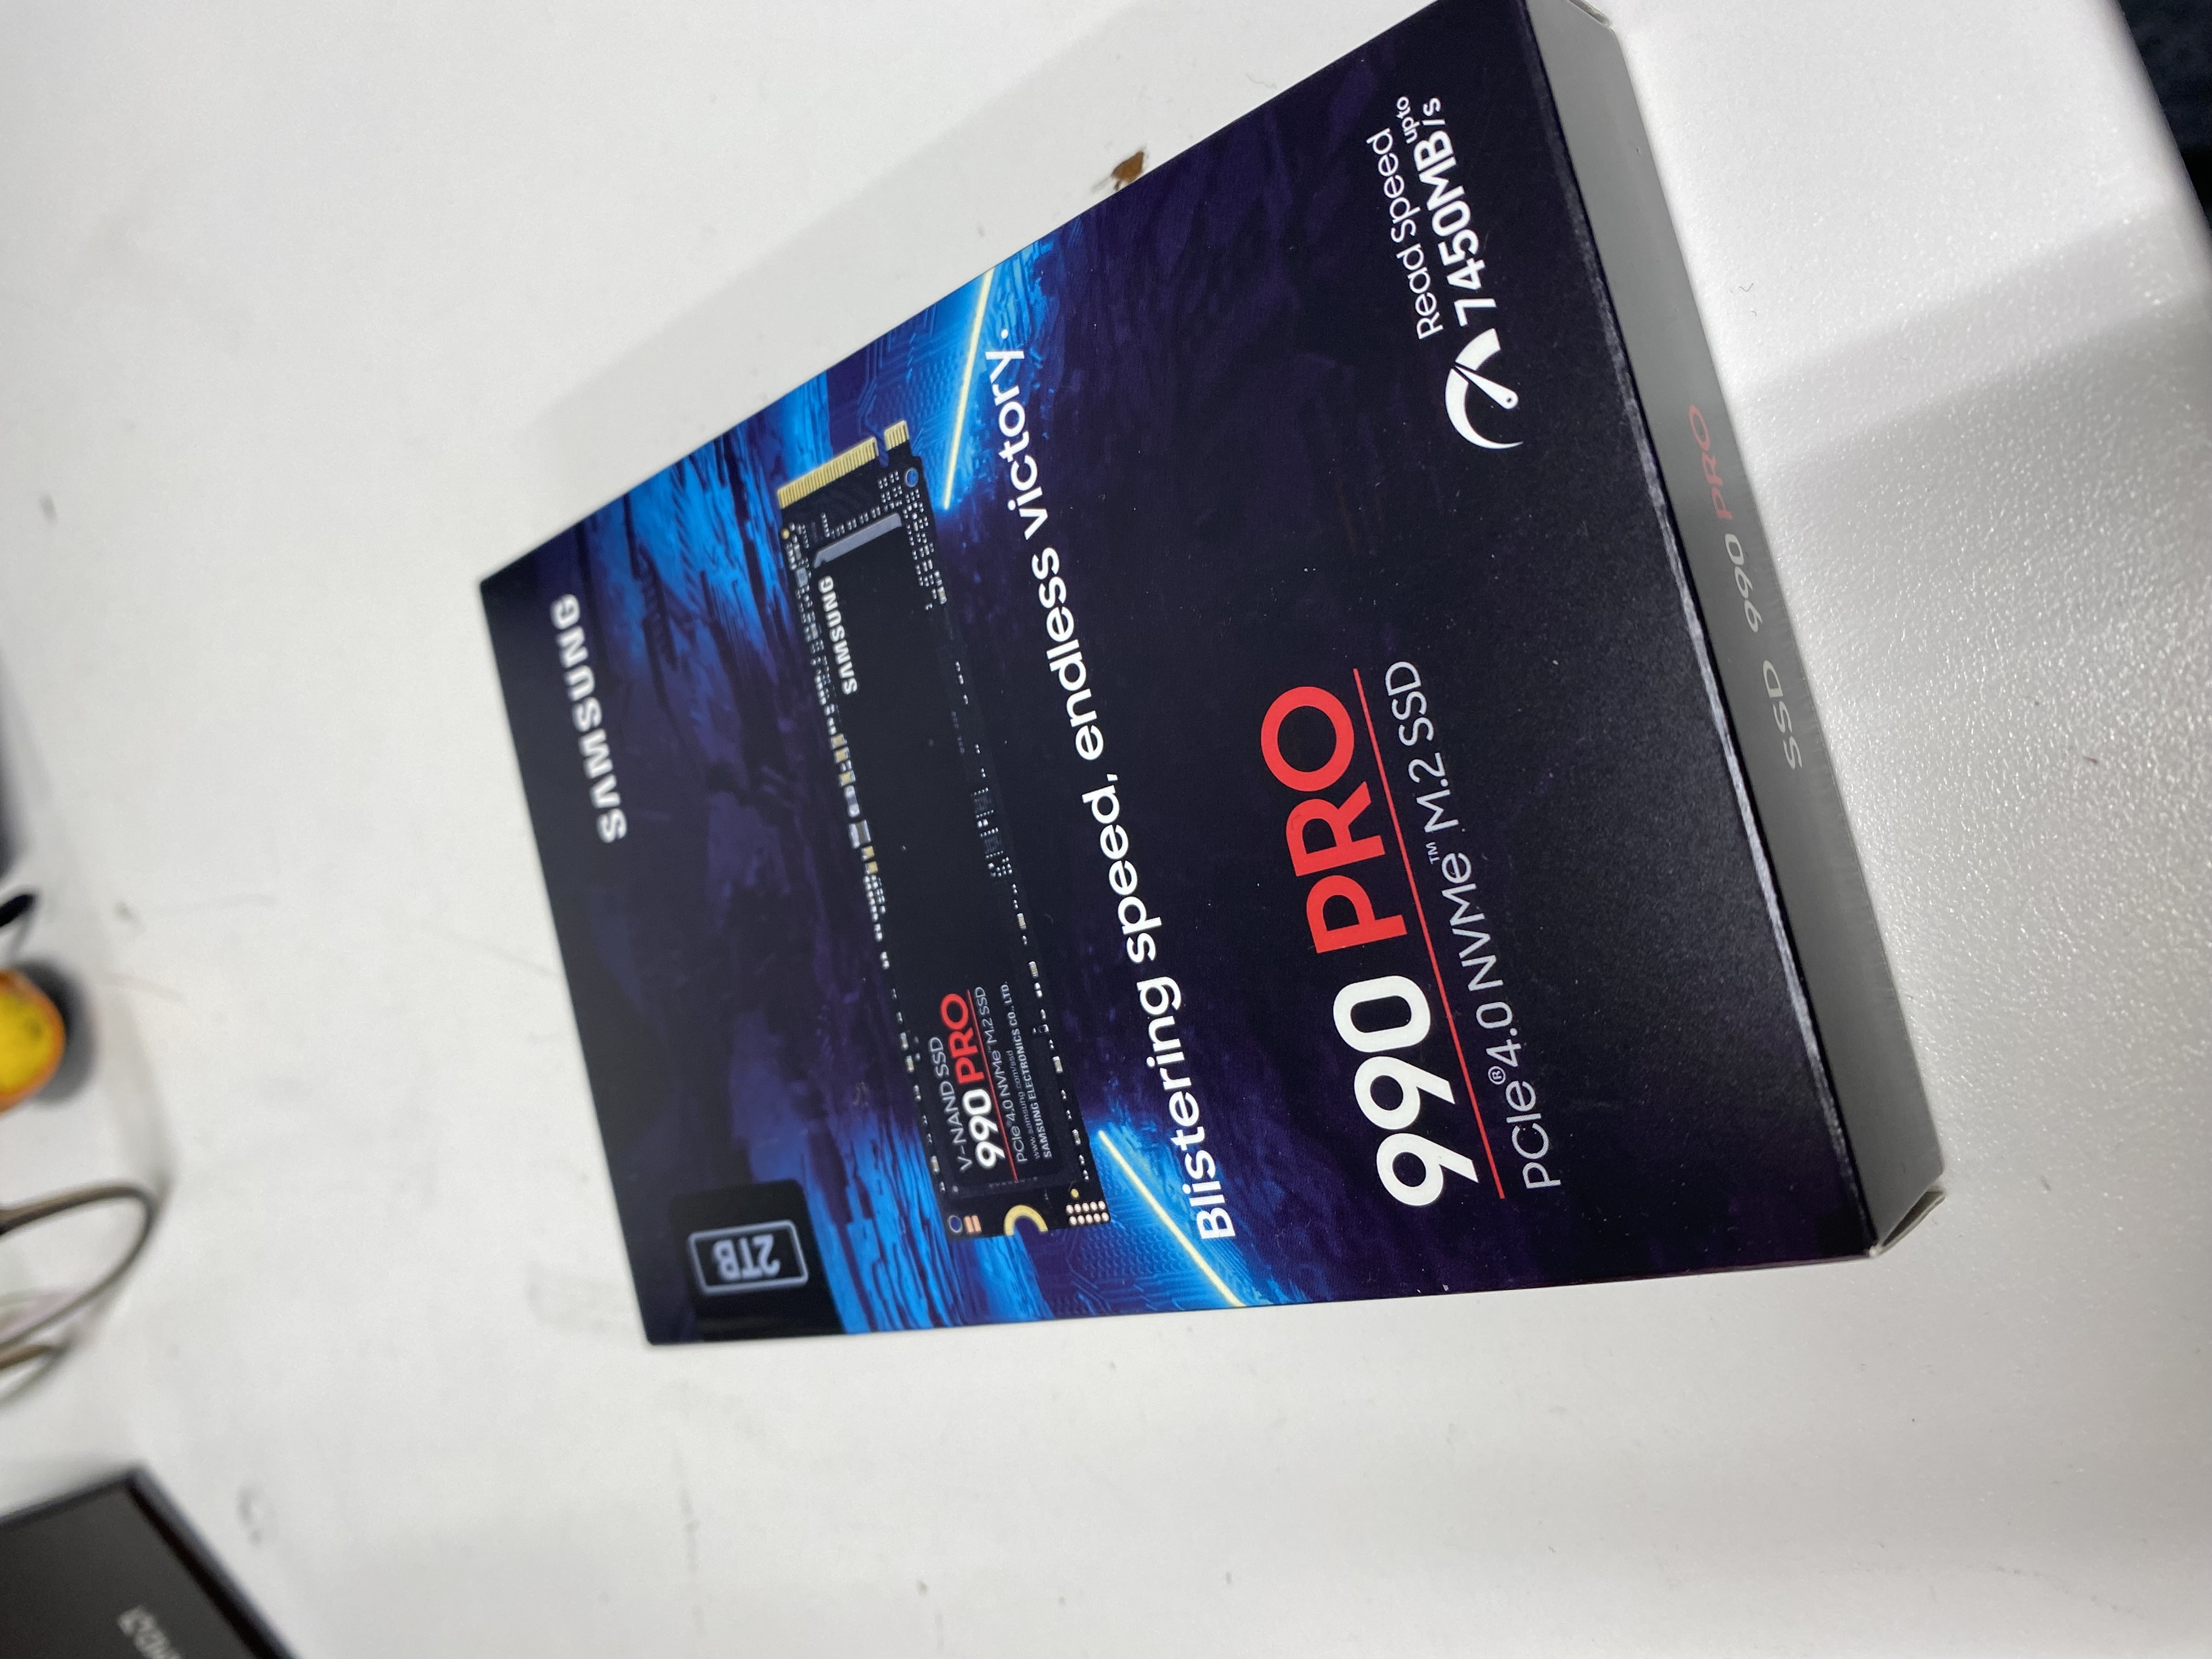 SAMSUNG
2TB
SAMSUNG
V-NAND SSD
990 PRO
PCIe®4.0 NVMe™ M.2 SSD
www.samsung.com/ssd
SAMSUNG ELECTRONICS CO., LTD.
Blistering speed, endless victory.
990 PRO
PCIe®4.0 NVMe™ M.2 SSD
Read Speed
up to
7450MB/s
SSD 990 PRO